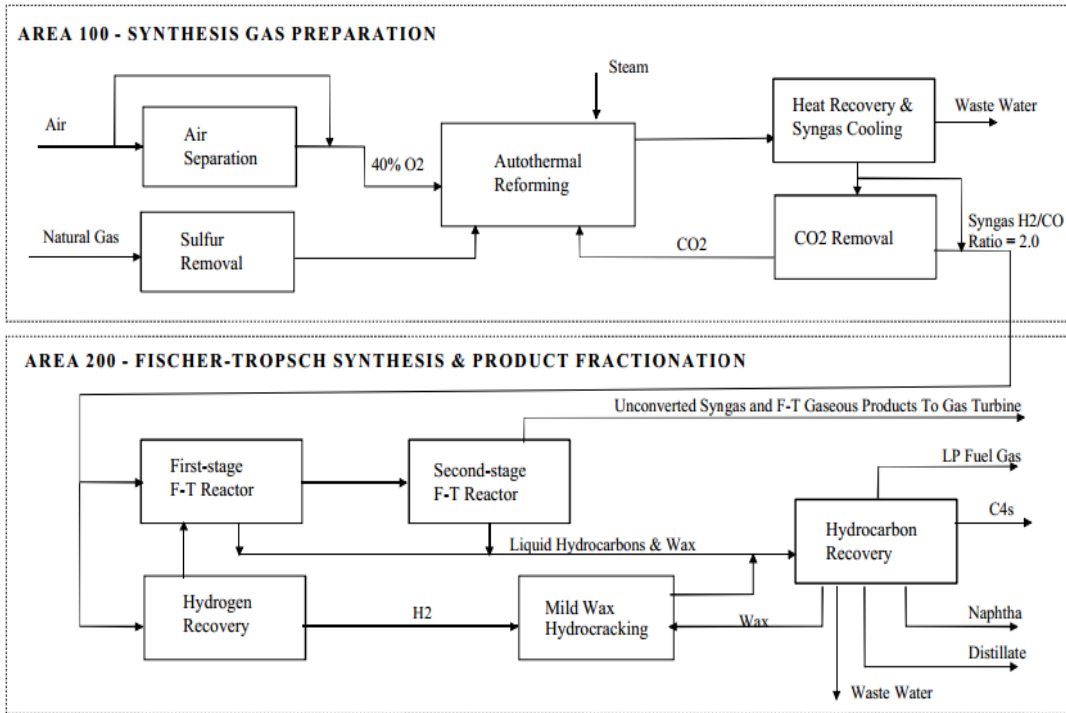 AREA 100 - SYNTHESIS GAS PREPARATION
Steam
Air
Air
Separation
40% O2
Autothermal
Reforming
Heat Recovery &
Syngas Cooling
Waste Water
Natural Gas
Sulfur
Removal
CO2
CO2 Removal
Syngas H2/CO
Ratio = 2.0
AREA 200 - FISCHER-TROPSCH SYNTHESIS & PRODUCT FRACTIONATION
Unconverted Syngas and F-T Gaseous Products To Gas Turbine
First-stage
F-T Reactor
Second-stage
F-T Reactor
LP Fuel Gas
C4s
Hydrocarbon
Recovery
Liquid Hydrocarbons & Wax
Hydrogen
Recovery
H2
Mild Wax
Hydrocracking
Wax
Naphtha
Distillate
Waste Water